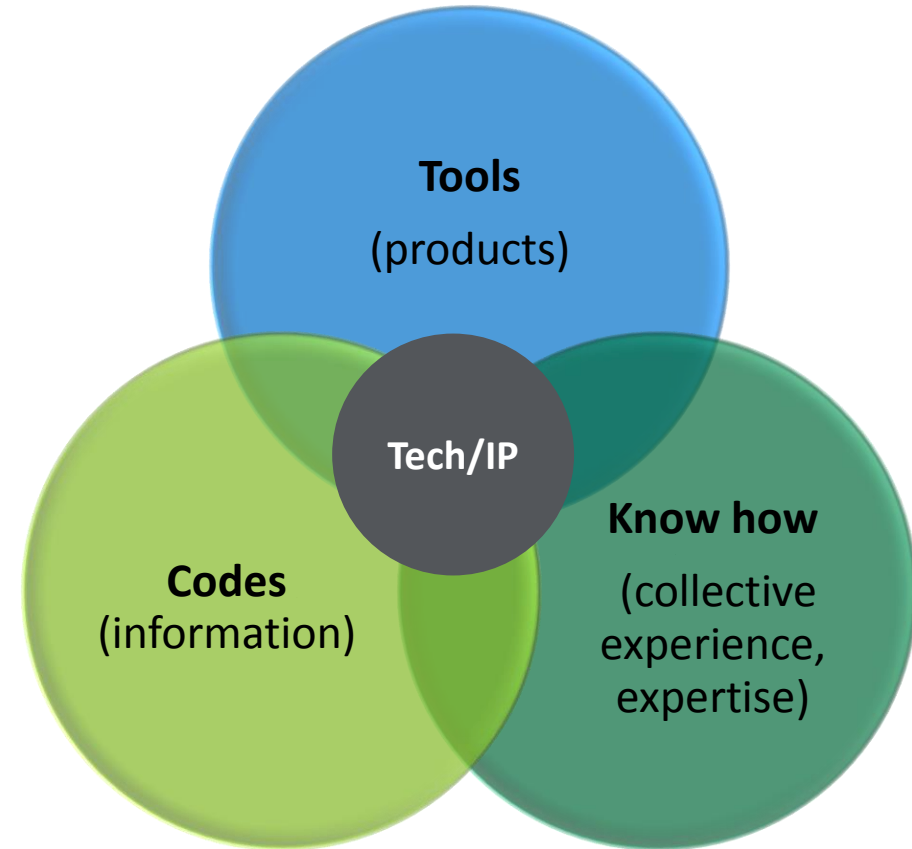 Tools
(products)
Tech/IP
Codes
(information)
Know how
(collective
experience,
expertise)